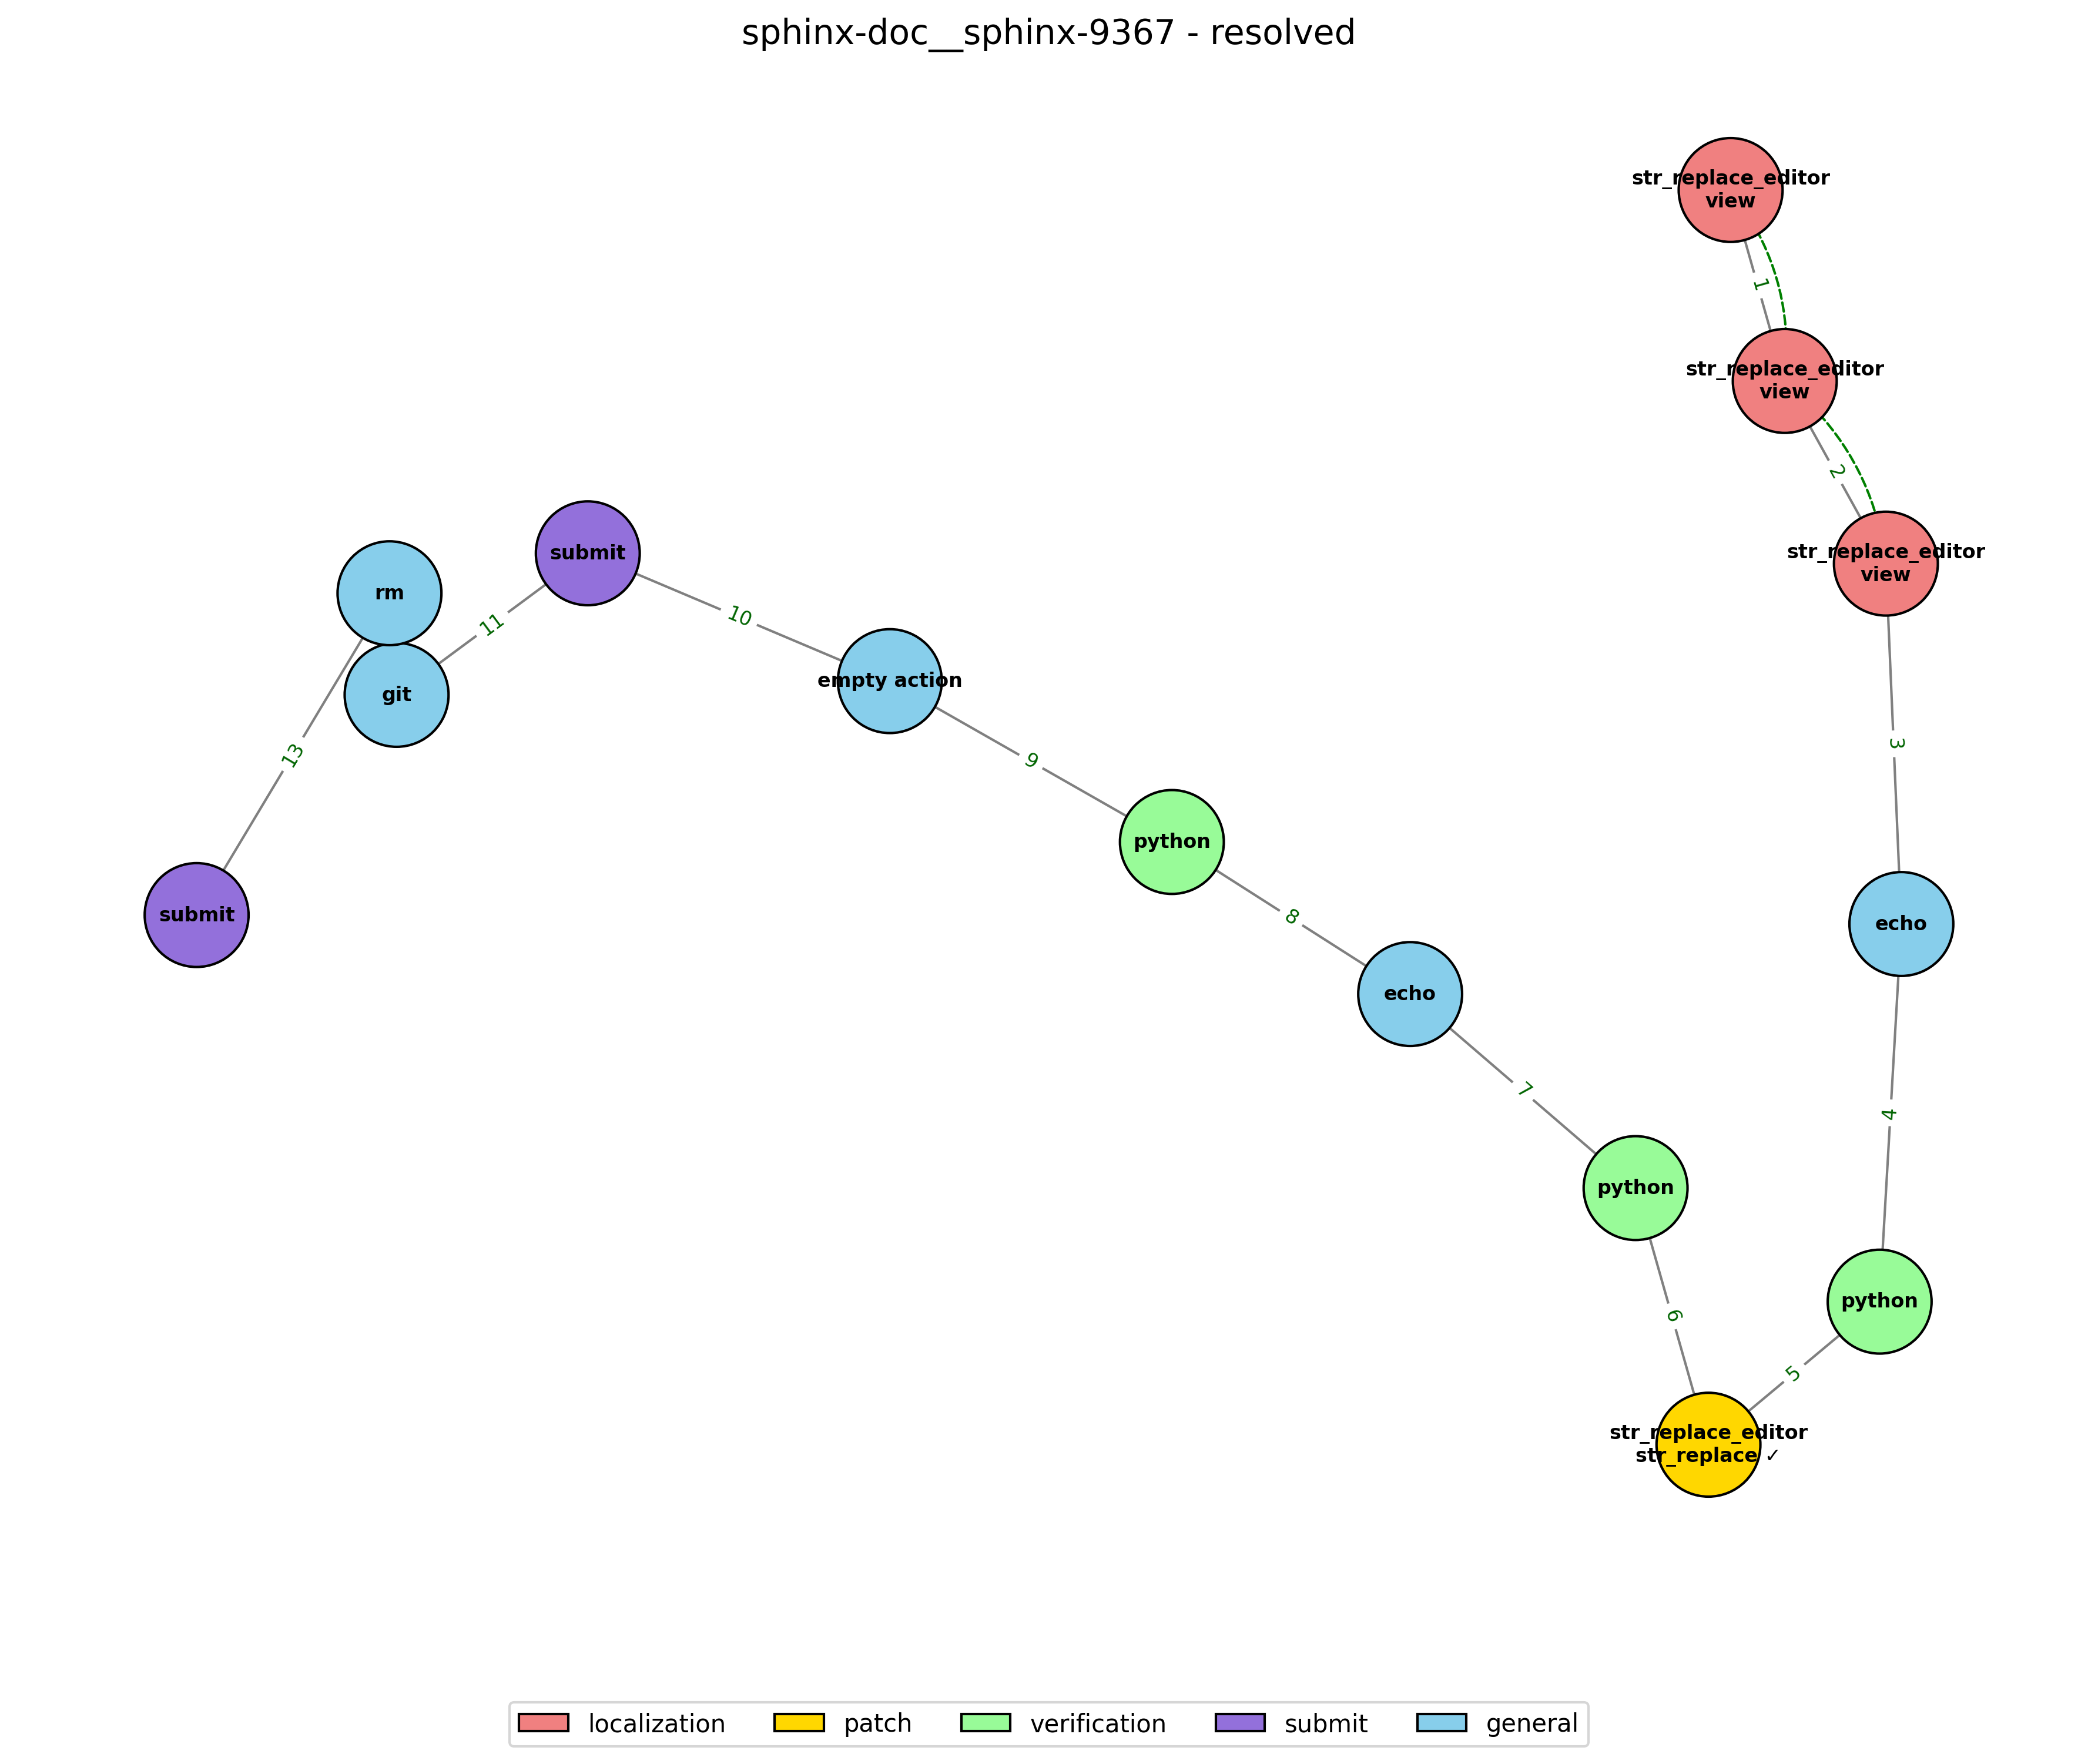 sphinx-doc__sphinx-9367 - resolved
str_replace_editor
view
1
str_replace_editor
view
2
str_replace_editor
view
3
echo
4
python
5
str_replace_editor
str_replace ✓
6
python
7
echo
8
python
9
empty action
10
submit
11
git
rm
13
submit
localization
patch
verification
submit
general